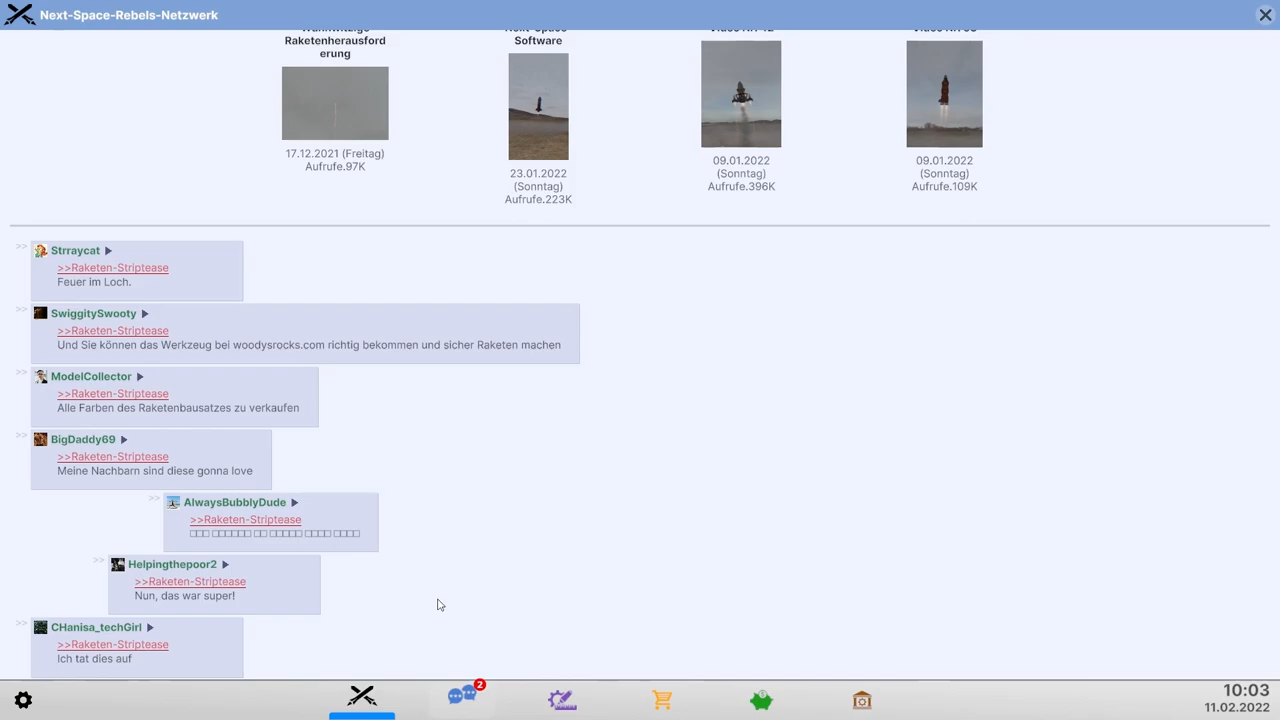 Next-Space-Rebels-Netzwerk
Raketenherausford
erung
17.12.2021 (Freitag)
Aufrufe.97K
Software
23.01.2022
(Sonntag)
Aufrufe.223K
09.01.2022
(Sonntag)
Aufrufe.396K
09.01.2022
(Sonntag)
Aufrufe.109K
>> Strraycat
>>Raketen-Striptease
Feuer im Loch.
>> SwiggitySwooty
>>Raketen-Striptease
Und Sie können das Werkzeug bei woodysrocks.com richtig bekommen und sicher Raketen machen
>> ModelCollector
>>Raketen-Striptease
Alle Farben des Raketenbausatzes zu verkaufen
>> BigDaddy69
>>Raketen-Striptease
Meine Nachbarn sind diese gonna love
>> AlwaysBubblyDude
>>Raketen-Striptease
□□□ □□□□□□ □□ □□□□□ □□□□ □□□□
>> Helpingthepoor2
>>Raketen-Striptease
Nun, das war super!
>> CHanisa_techGirl
>>Raketen-Striptease
Ich tat dies auf
2
10:03
11.02.2022